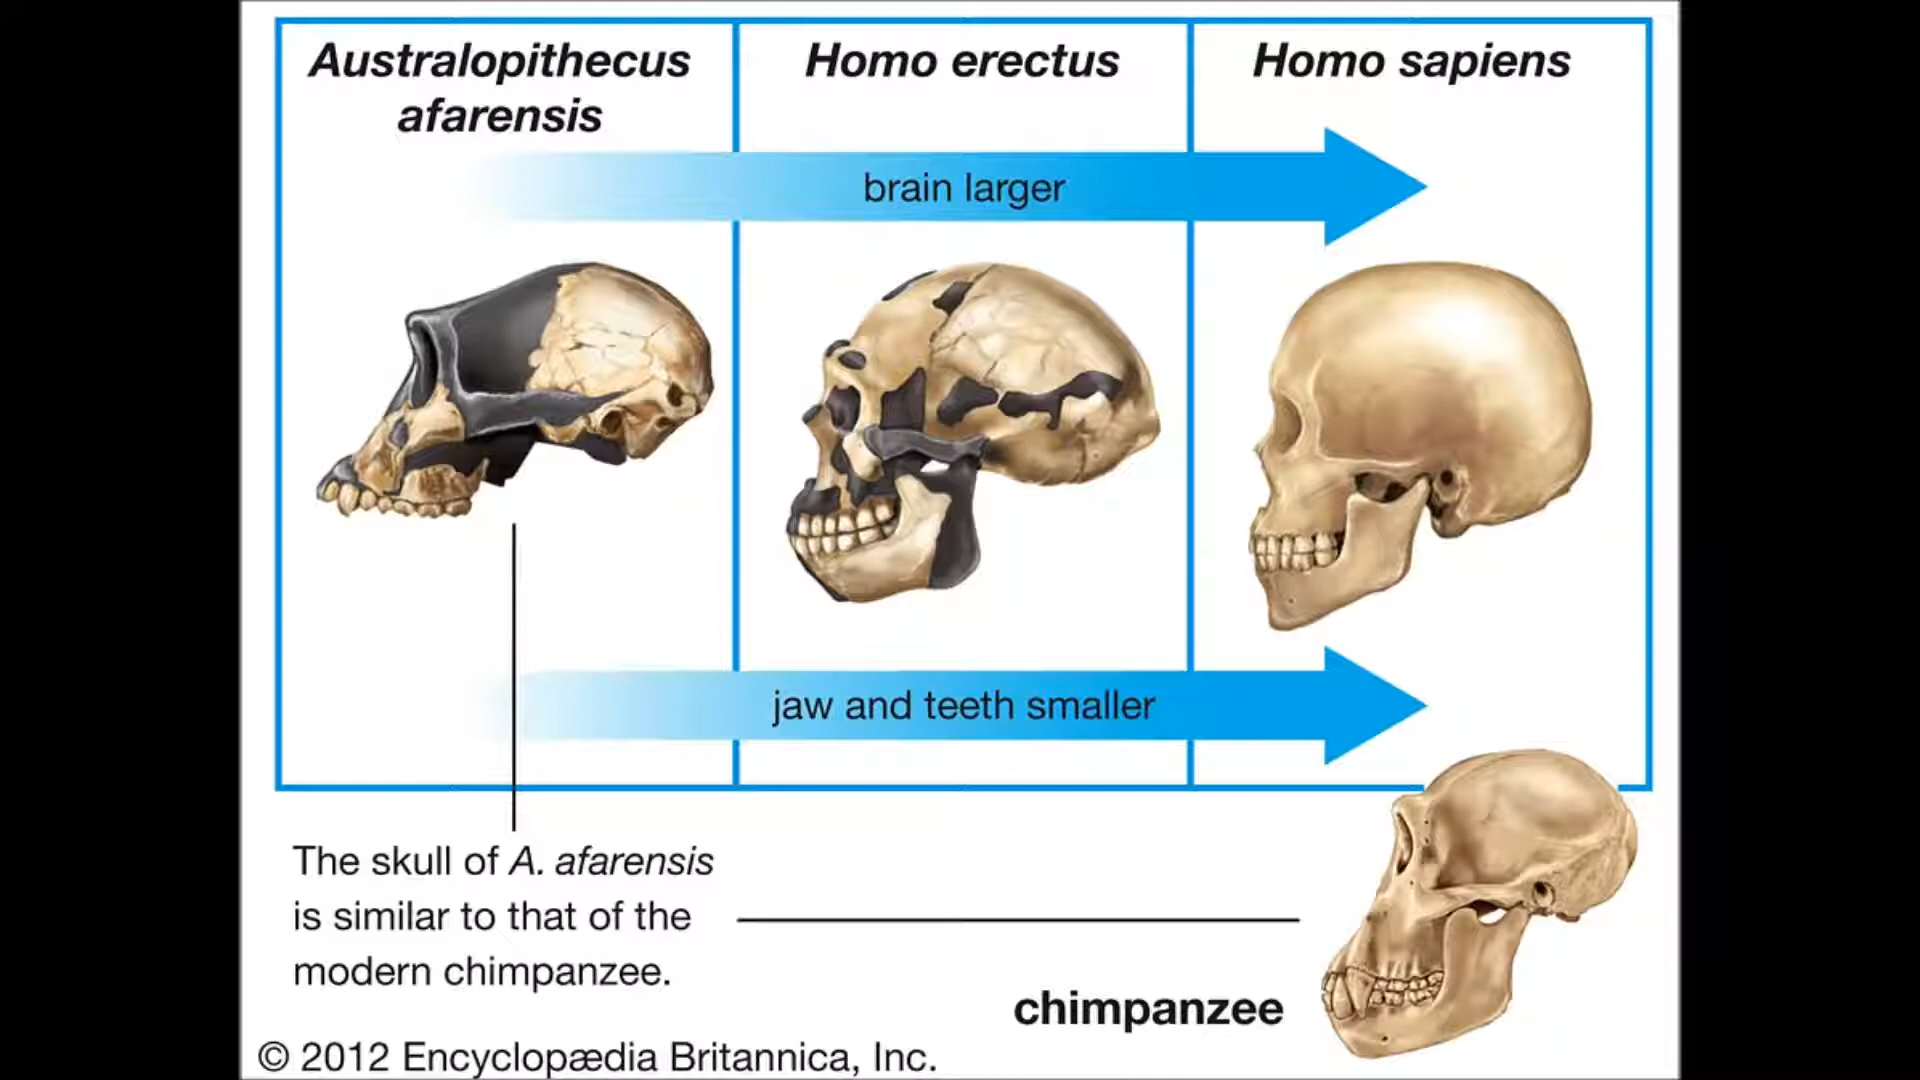 Australopithecus
afarensis
Homo erectus
Homo sapiens
brain larger
jaw and teeth smaller
The skull of A. afarensis
is similar to that of the
modern chimpanzee.
chimpanzee
© 2012 Encyclopædia Britannica, Inc.